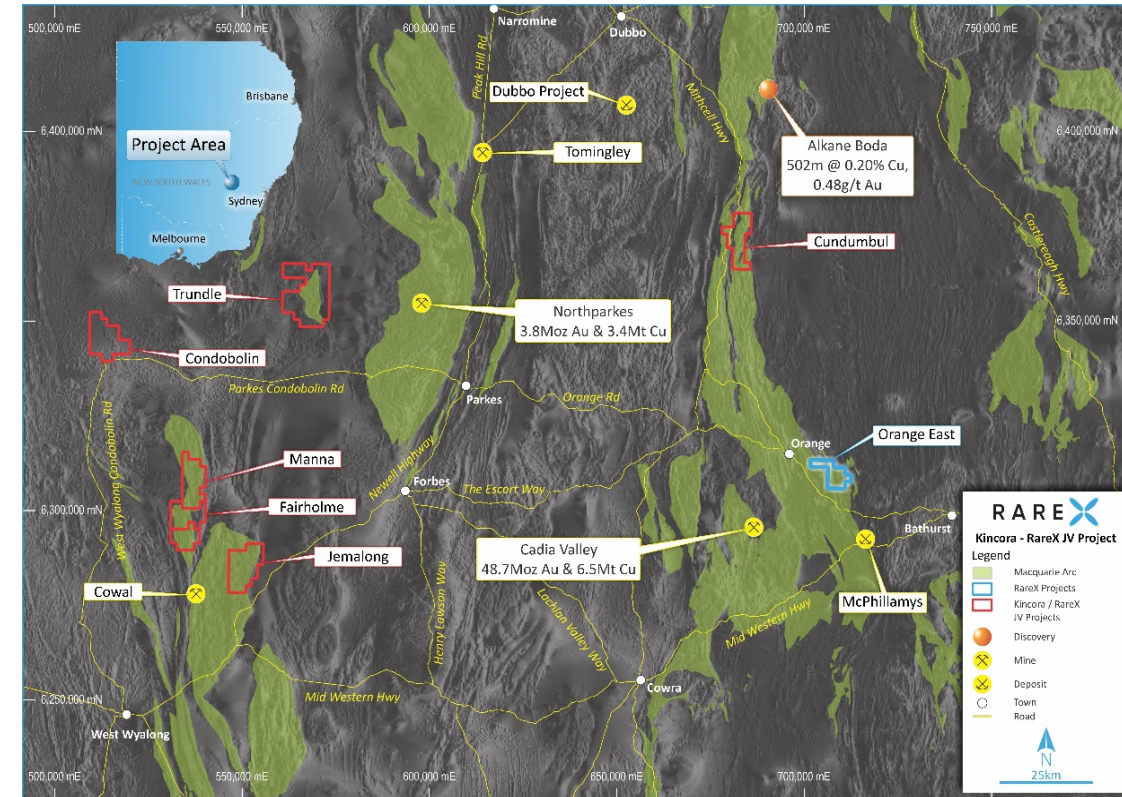 500,000 mE
600,000 mE
700,000 mE
750,000 mE
Narromine
Dubbo
Peak Hill Rd
Mithcell Hwy
Dubbo Project
Tomingley
Alkane Boda
502m @ 0.20% Cu,
0.48g/t Au
6,400,000 mN
6,400,000 mN
Brisbane
Project Area
NEW SOUTH WALES
Sydney
Melbourne
Castlereagh Hwy
Cundumbul
Trundle
Northparkes
3.8Moz Au & 3.4Mt Cu
6,350,000 mN
Condobolin
Parkes Condobolin Rd
Parkes
Orange Rd
West Wyalong Condobolin Rd
Orange
Orange East
Manna
Newell Highway
Forbes
The Escort Way
Fairholme
6,300,000 mN
Bathurst
Jemalong
Cadia Valley
48.7Moz Au & 6.5Mt Cu
Cowal
McPhillamys
Henry Lawson Way
Lachlan Valley Way
Mid Western Hwy
Cowra
Mid Western Hwy
6,250,000 mN
West Wyalong
500,000 mE
550,000 mE
600,000 mE
650,000 mE
700,000 mE
RAREX
Kincora - RareX JV Project
Legend
Macquarie Arc
RareX Projects
Kincora / RareX
JV Projects
Discovery
Mine
Deposit
Town
Road
N
25km